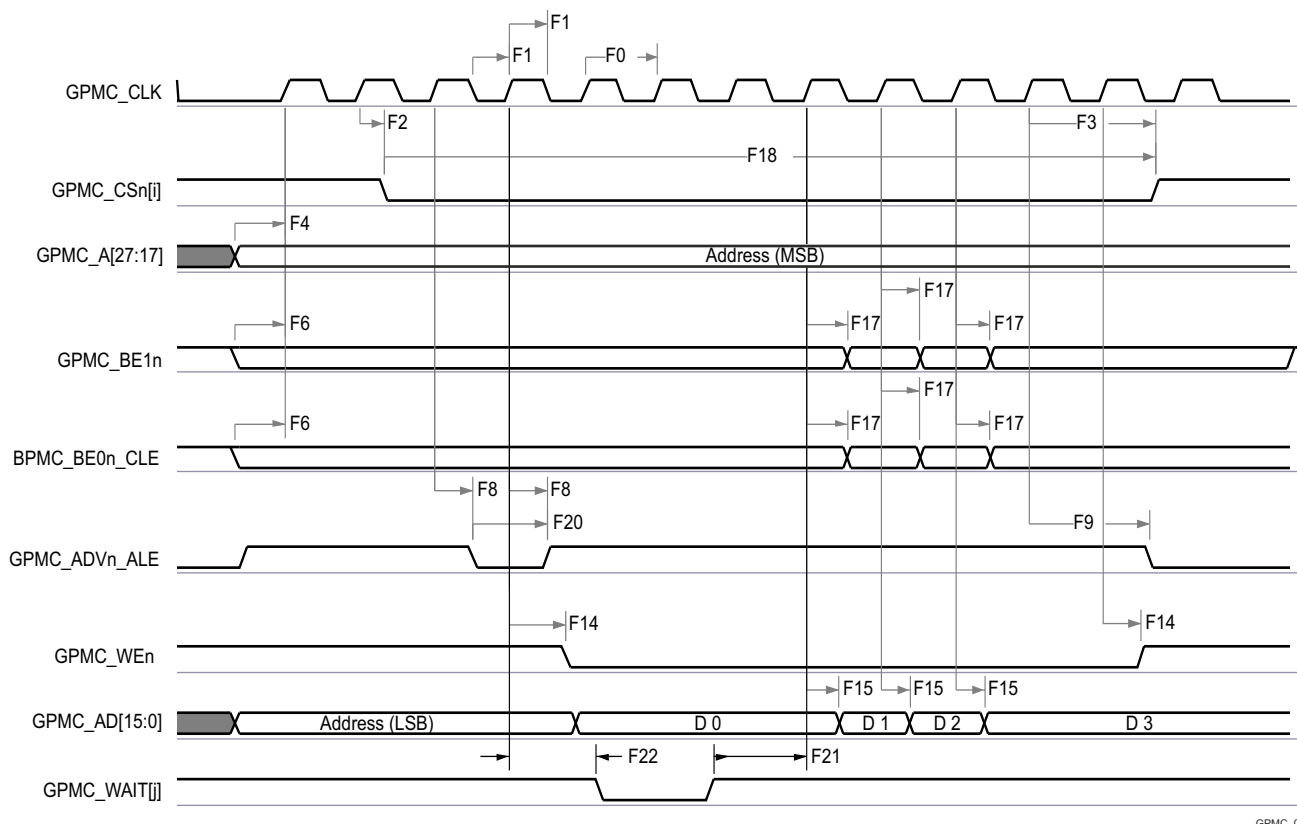 F1
F1
F0
GPMC_CLK
F2
F3
F18
GPMC_CSn[i]
F4
GPMC_A[27:17]
Address (MSB)
F17
F6
F17
F17
GPMC_BE1n
F17
F6
F17
F17
BPMC_BE0n_CLE
F8
F8
F20
F9
GPMC_ADVn_ALE
F14
F14
GPMC_WEn
F15
F15
F15
GPMC_AD[15:0]
Address (LSB)
D 0
D 1
D 2
D 3
F22
F21
GPMC_WAIT[j]